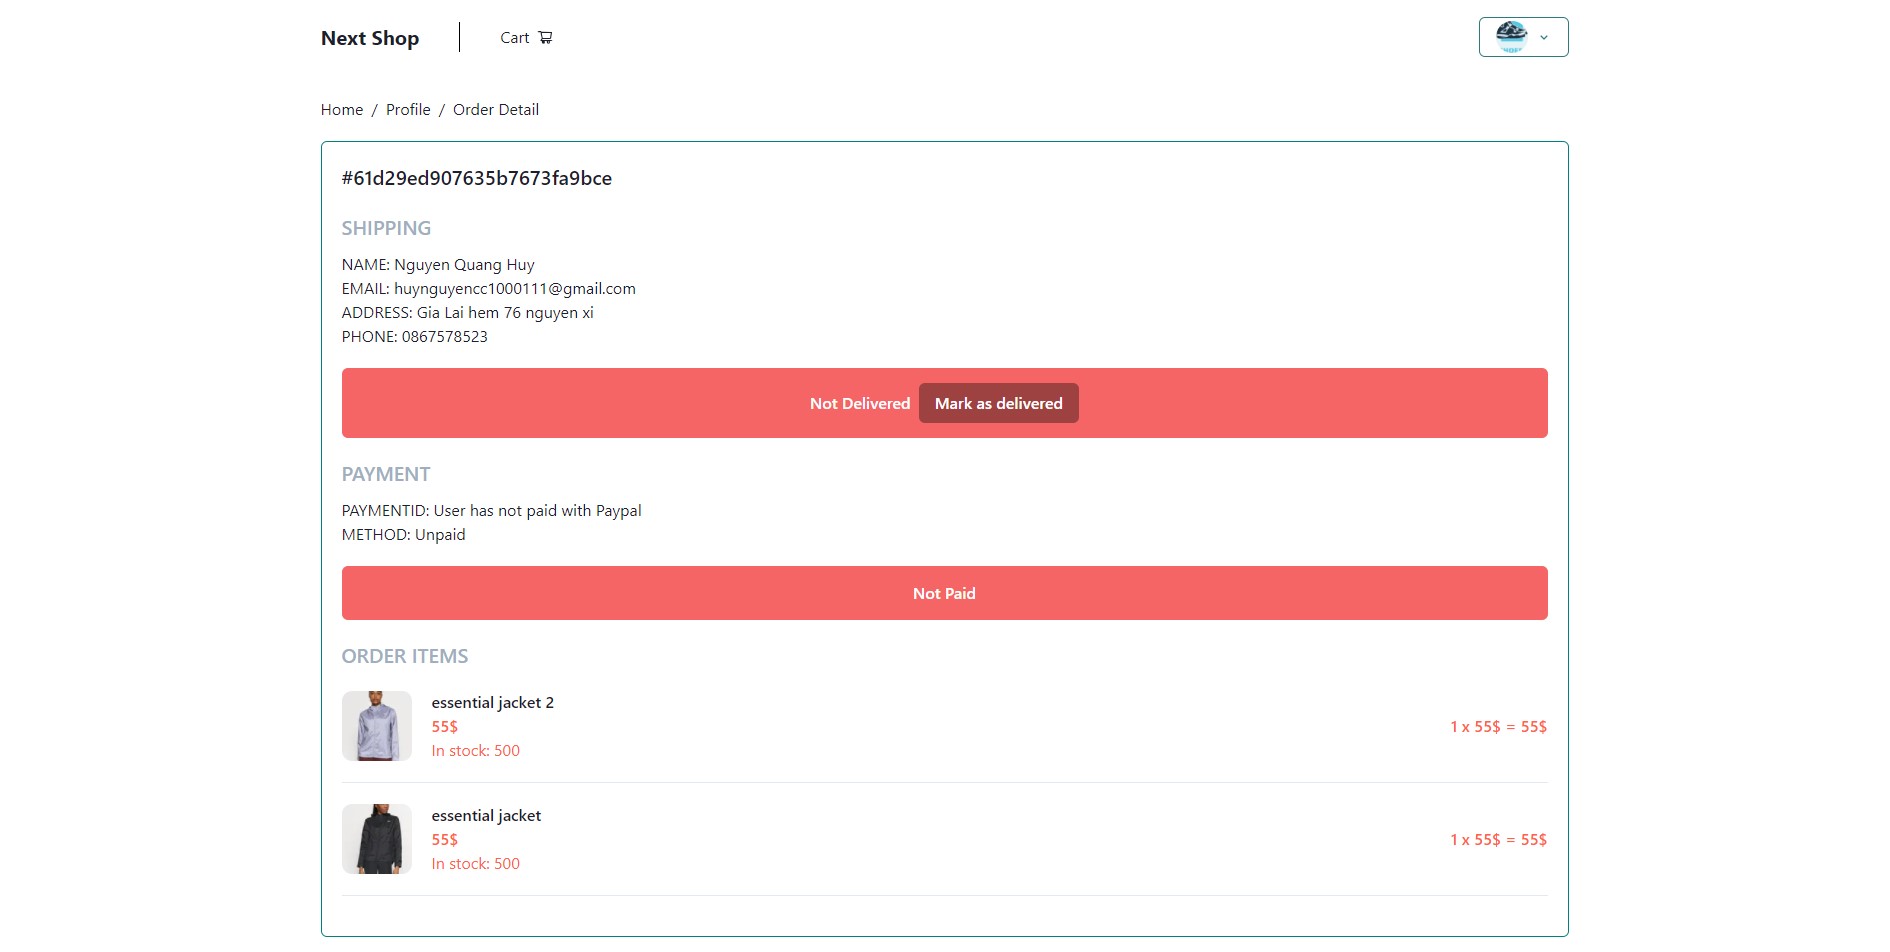 Next Shop
Cart
Home / Profile / Order Detail
#61d29ed907635b7673fa9bce
SHIPPING
NAME: Nguyen Quang Huy
EMAIL: huynguyencc1000111@gmail.com
ADDRESS: Gia Lai hem 76 nguyen xi
PHONE: 0867578523
Not Delivered Mark as delivered
PAYMENT
PAYMENTID: User has not paid with Paypal
METHOD: Unpaid
Not Paid
ORDER ITEMS
essential jacket 2
55$
1 x 55$ = 55$
In stock: 500
essential jacket
55$
1 x 55$ = 55$
In stock: 500